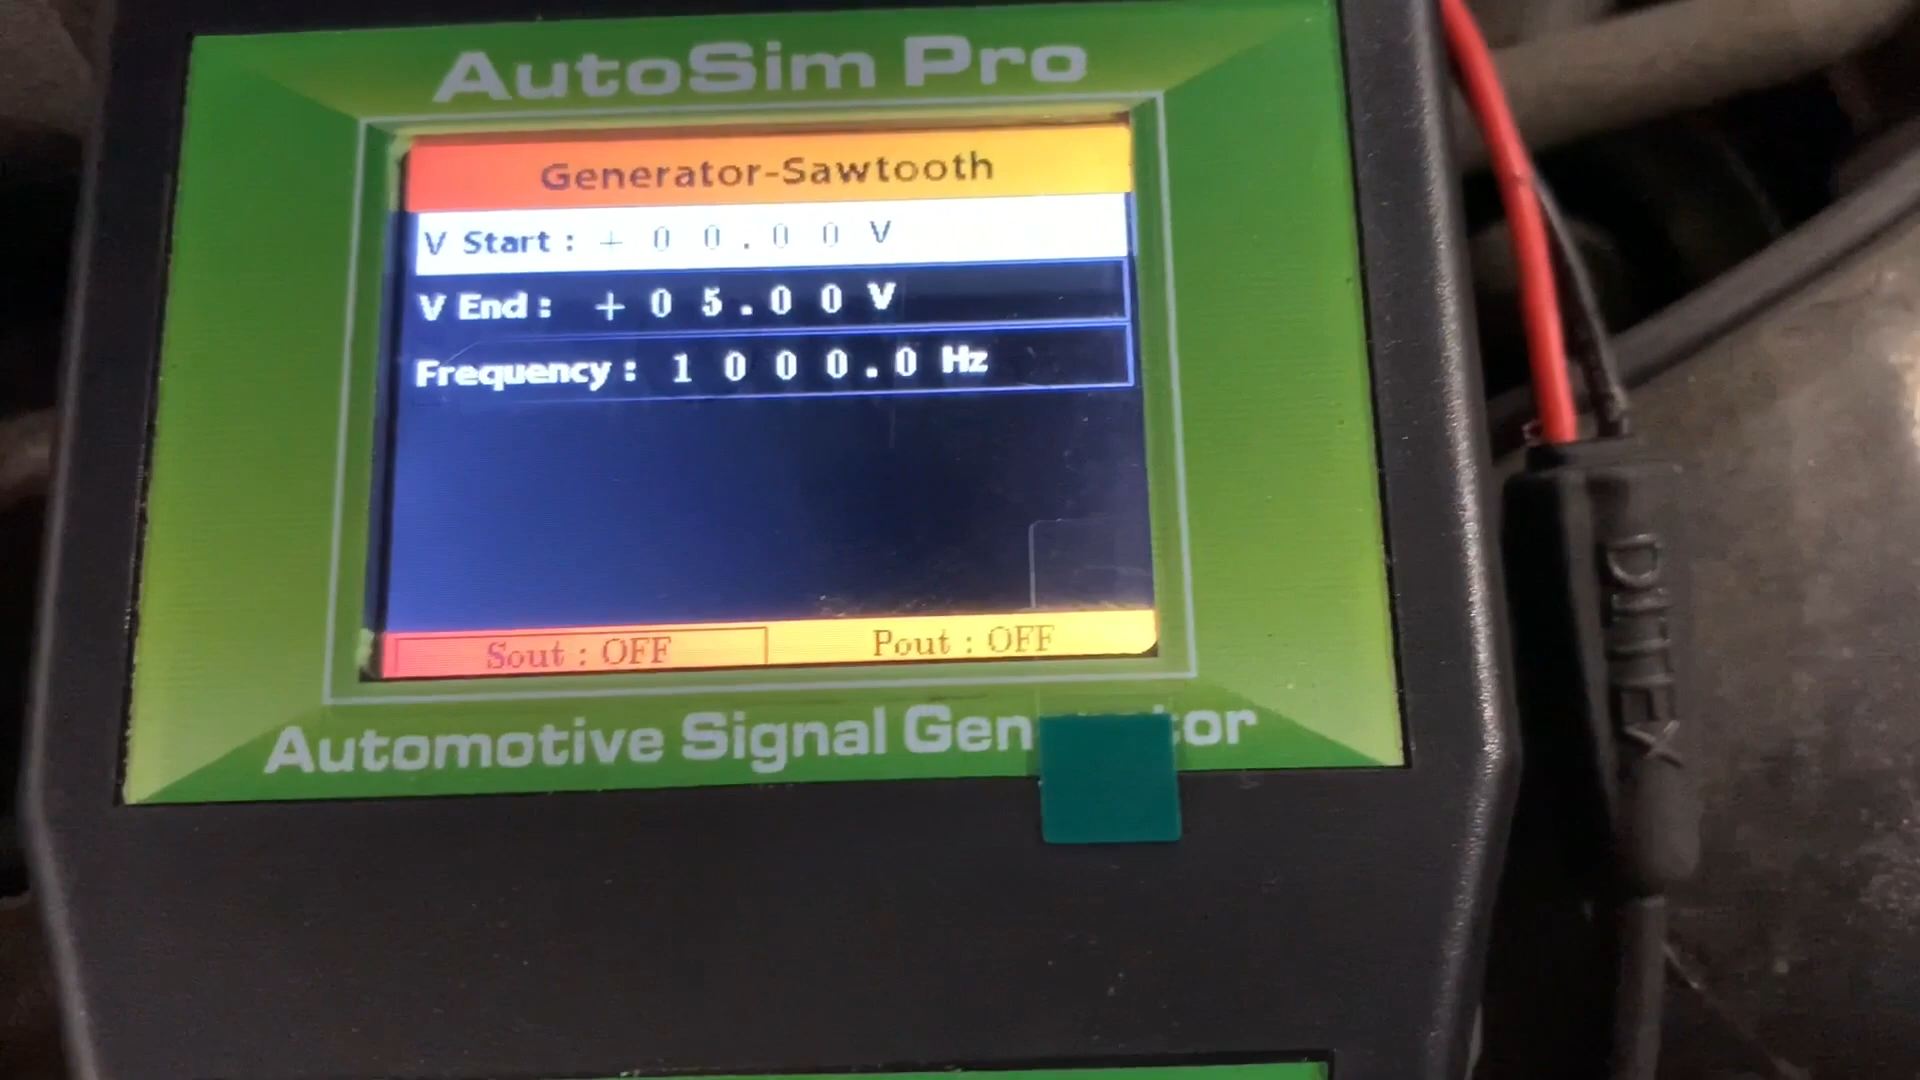 AutoSim Pro
Generator-Sawtooth
V Start : + 0 0 . 0 0 V
V End : + 0 5 . 0 0 V
Frequency : 1 0 0 0 . 0 Hz
Sout : OFF Pout : OFF
Automotive Signal
DITEX